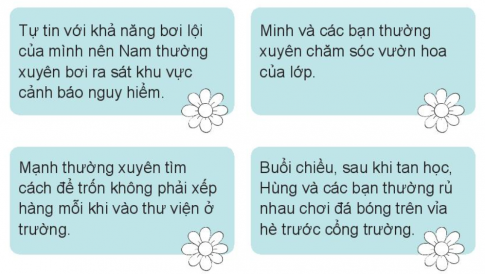 Tự tin với khả năng bơi lội
của mình nên Nam thường
xuyên bơi ra sát khu vực
cảnh báo nguy hiểm.
Minh và các bạn thường
xuyên chăm sóc vườn hoa
của lớp.
Mạnh thường xuyên tìm
cách để trốn không phải xếp
hàng mỗi khi vào thư viện ở
trường.
Buổi chiều, sau khi tan học,
Hùng và các bạn thường rủ
nhau chơi đá bóng trên vỉa
hè trước cổng trường.